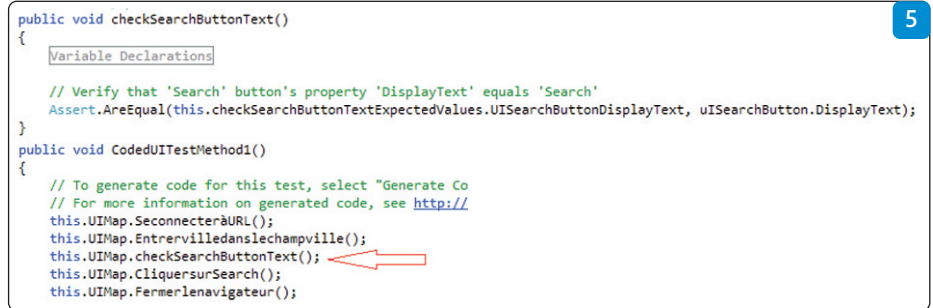 5
public void checkSearchButtonText()
{
Variable Declarations
// Verify that 'Search' button's property 'DisplayText' equals 'Search'
Assert.AreEqual(this.checkSearchButtonTextExpectedValues.UISearchButtonDisplayText, uISearchButton.DisplayText);
}
public void CodedUITestMethod1()
{
// To generate code for this test, select "Generate Co
// For more information on generated code, see http://
this.UIMap.SeconnecteràURL();
this.UIMap.Entrervilledanslechampville();
this.UIMap.checkSearchButtonText();
this.UIMap.CliquersurSearch();
this.UIMap.Fermerlenavigateur();